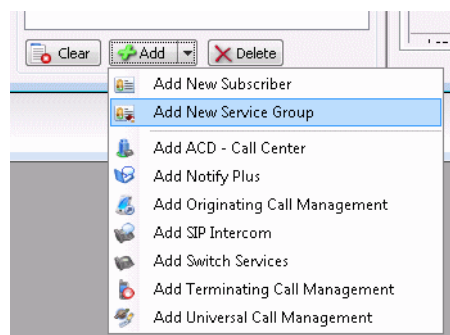 Clear Add Delete
Add New Subscriber
Add New Service Group
Add ACD - Call Center
Add Notify Plus
Add Originating Call Management
Add SIP Intercom
Add Switch Services
Add Terminating Call Management
Add Universal Call Management